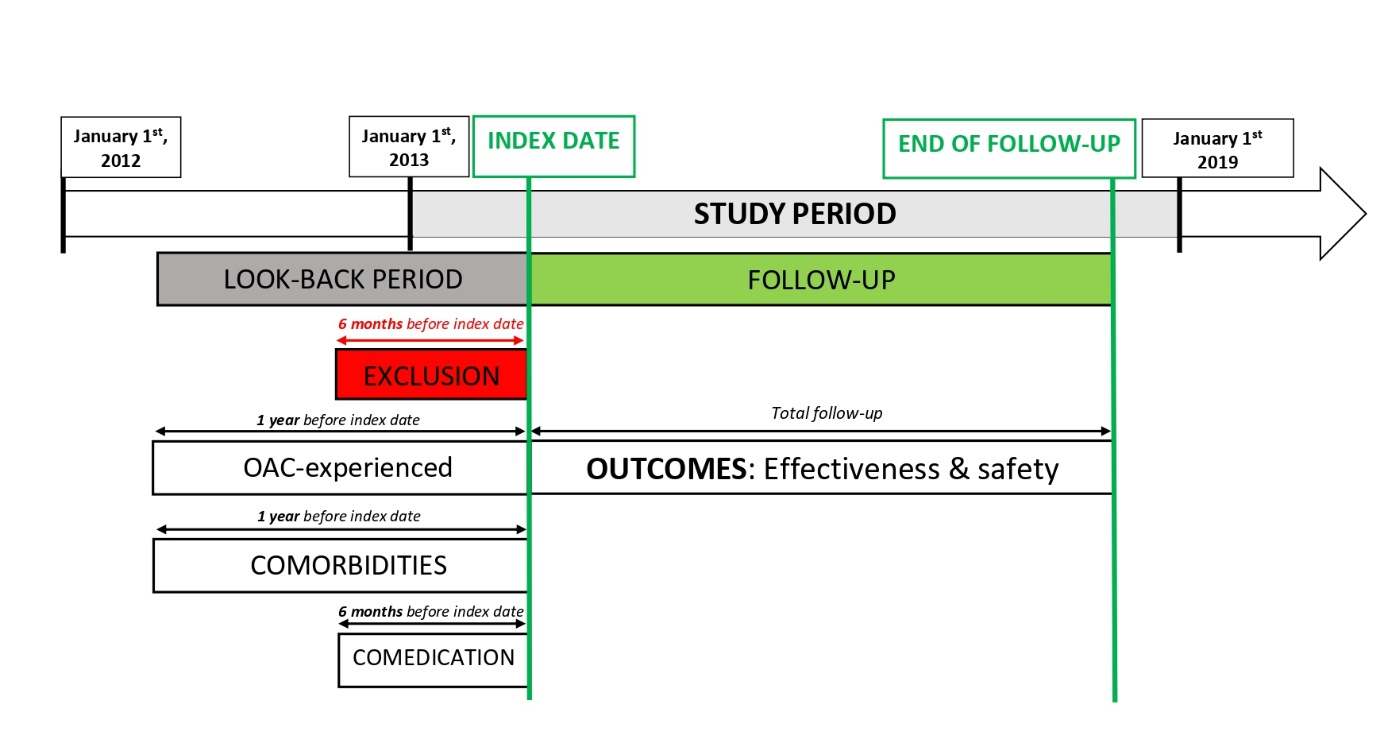 January 1st,
2012
January 1st,
2013
INDEX DATE
END OF FOLLOW-UP
January 1st
2019
STUDY PERIOD
LOOK-BACK PERIOD
FOLLOW-UP
6 months before index date
EXCLUSION
1 year before index date
Total follow-up
OAC-experienced
OUTCOMES: Effectiveness & safety
1 year before index date
COMORBIDITIES
6 months before index date
COMEDICATION